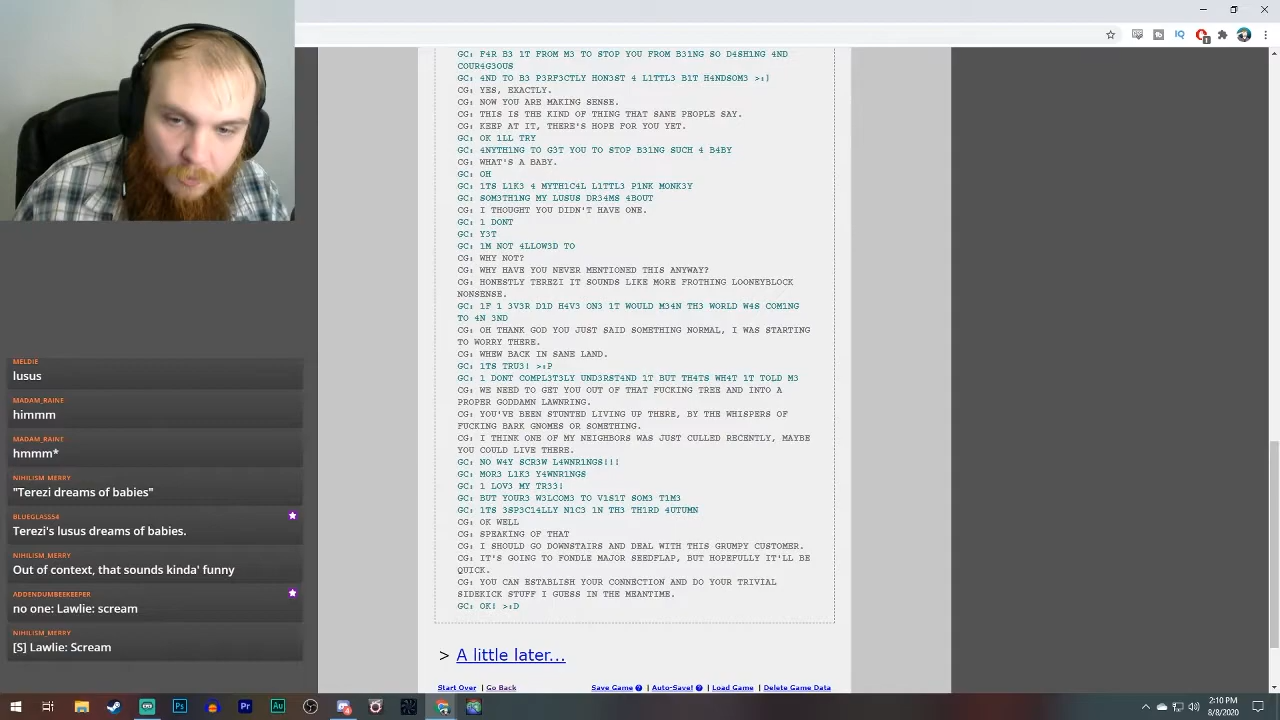 GC: F4R B3 1T FROM M3 TO STOP YOU FROM B31NG SO D4SH1NG 4ND
COUR4G3OUS
GC: 4ND TO B3 P3RF3CTLY HON3ST 4 L1TTL3 B1T H4NDSOM3 >:]
CG: YES, EXACTLY.
CG: NOW YOU ARE MAKING SENSE.
CG: THIS IS THE KIND OF THING THAT SANE PEOPLE SAY.
CG: KEEP AT IT, THERE'S HOPE FOR YOU YET.
GC: OK 1LL TRY
GC: 4NYTH1NG TO G3T YOU TO STOP B31NG SUCH 4 B4BY
CG: WHAT'S A BABY.
GC: OH
GC: 1TS L1K3 4 MYTH1C4L L1TTL3 P1NK MONK3Y
GC: SOM3TH1NG MY LUSUS DR34MS 4BOUT
CG: I THOUGHT YOU DIDN'T HAVE ONE.
GC: 1 DONT
GC: Y3T
GC: 1M NOT 4LLOW3D TO
CG: WHY NOT?
CG: WHY HAVE YOU NEVER MENTIONED THIS ANYWAY?
CG: HONESTLY TEREZI IT SOUNDS LIKE MORE FROTHING LOONEYBLOCK
NONSENSE.
GC: 1F 1 3V3R D1D H4V3 ON3 1T WOULD M34N TH3 WORLD W4S COM1NG
TO 4N 3ND
CG: OH THANK GOD YOU JUST SAID SOMETHING NORMAL, I WAS STARTING
TO WORRY THERE.
CG: WHEW BACK IN SANE LAND.
GC: 1TS TRU3! >:P
GC: 1 DONT COMPL3T3LY UND3RST4ND 1T BUT TH4TS WH4T 1T TOLD M3
CG: WE NEED TO GET YOU OUT OF THAT FUCKING TREE AND INTO A
PROPER GODDAMN LAWNRING.
CG: YOU'VE BEEN STUNTED LIVING UP THERE, BY THE WHISPERS OF
FUCKING BARK GNOMES OR SOMETHING.
CG: I THINK ONE OF MY NEIGHBORS WAS JUST CULLED RECENTLY, MAYBE
YOU COULD LIVE THERE.
GC: NO W4Y SCR3W L4WNR1NGS!!!
GC: MOR3 L1K3 Y4WNR1NGS
GC: 1 LOV3 MY TR33!
GC: BUT YOUR3 W3LCOM3 TO V1S1T SOM3 T1M3
GC: 1TS 3SP3C14LLY N1C3 1N TH3 TH1RD 4UTUMN
CG: OK WELL
CG: SPEAKING OF THAT
CG: I SHOULD GO DOWNSTAIRS AND DEAL WITH THIS GRUMPY CUSTOMER.
CG: IT'S GOING TO FONDLE MAJOR SEEDFLAP, BUT HOPEFULLY IT'LL BE
QUICK.
CG: YOU CAN ESTABLISH YOUR CONNECTION AND DO YOUR TRIVIAL
SIDEKICK STUFF I GUESS IN THE MEANTIME.
GC: OK! >:D
> A little later...
Start Over | Go Back
Save Game ? | Auto-Save! ? | Load Game | Delete Game Data
MELDIE
lusus
MADAM_RAINE
himmm
MADAM_RAINE
hmmm*
NIHILISM_MERRY
"Terezi dreams of babies"
BLUEGLASS54
Terezi's lusus dreams of babies.
NIHILISM_MERRY
Out of context, that sounds kinda' funny
ADDENDUMBEEKEEPER
no one: Lawlie: scream
NIHILISM_MERRY
[S] Lawlie: Scream
IQ
1
Ps
Pr
Au
2:10 PM
8/8/2020